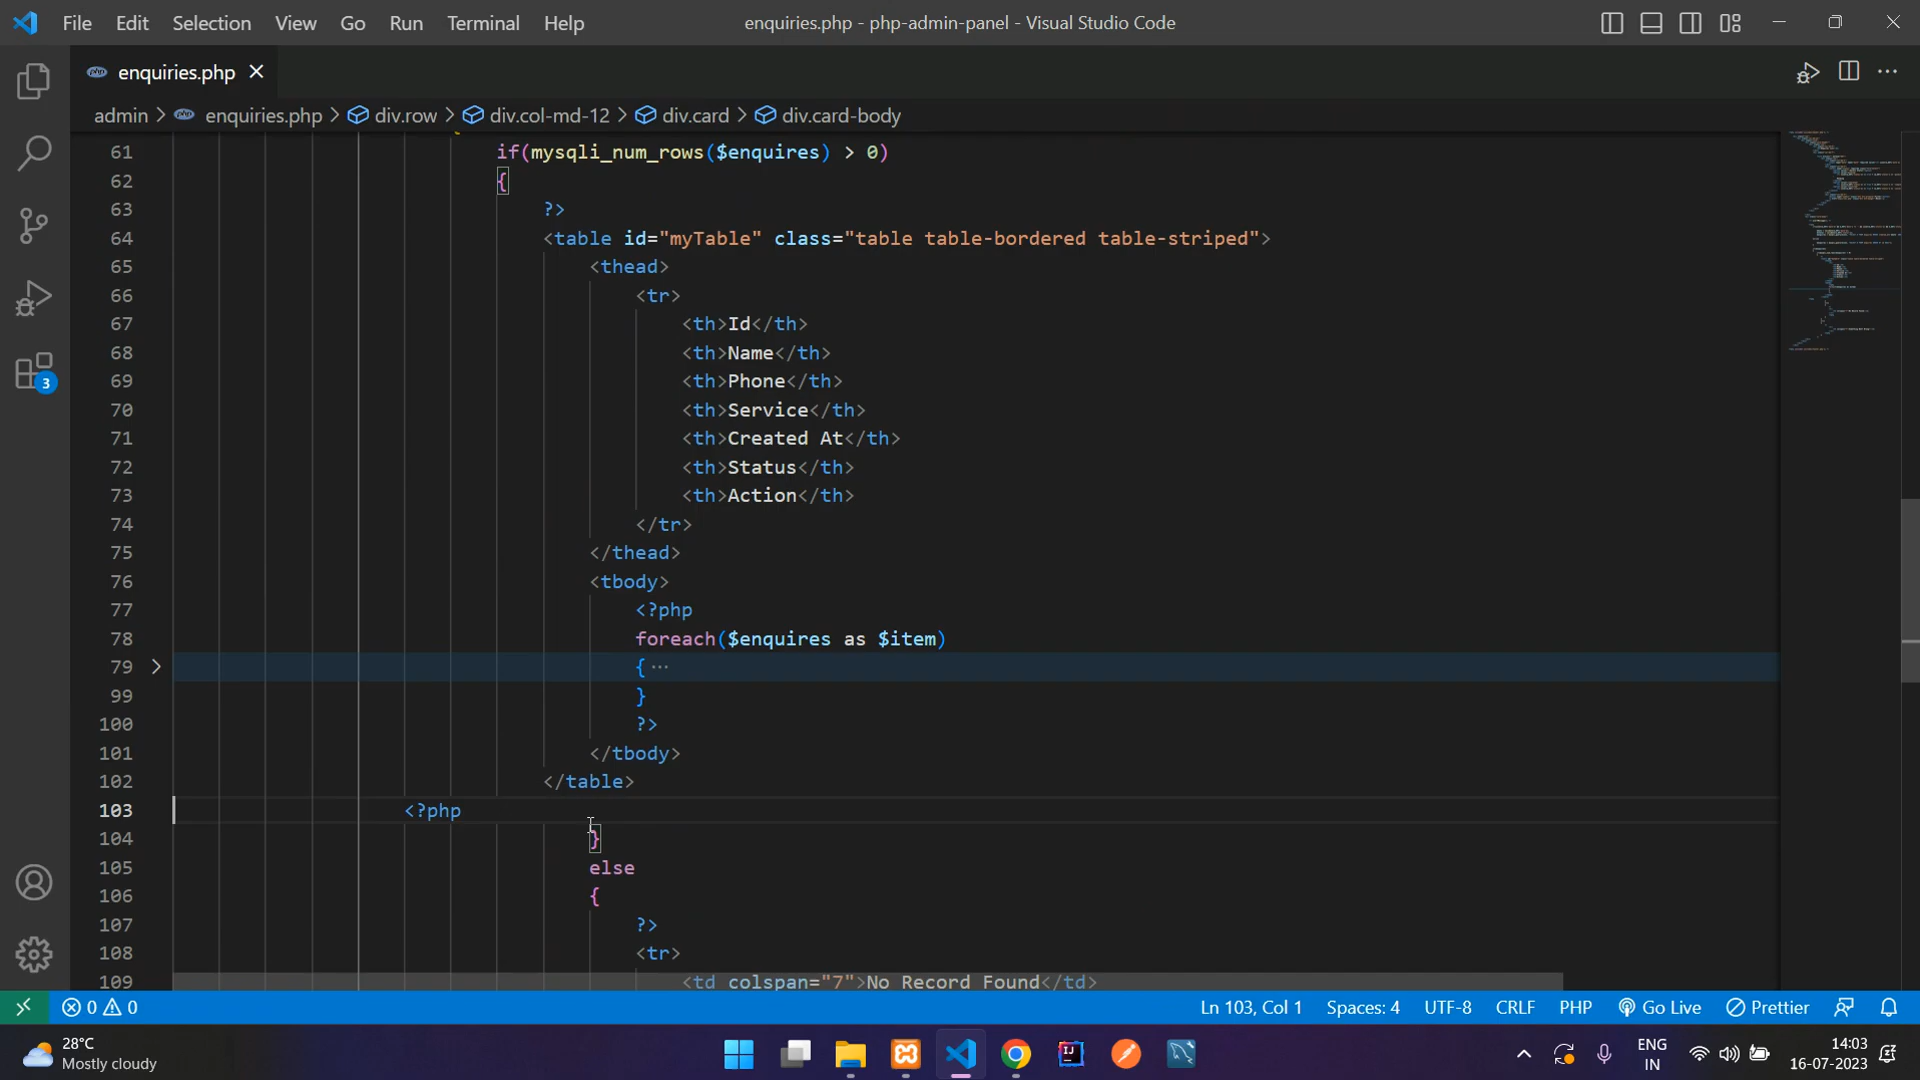 File Edit Selection View Go Run Terminal Help enquiries.php - php-admin-panel - Visual Studio Code
enquiries.php
admin > enquiries.php > div.row > div.col-md-12 > div.card > div.card-body
61 if(mysqli_num_rows($enquires) > 0)
62 {
63 ?>
64 <table id="myTable" class="table table-bordered table-striped">
65 <thead>
66 <tr>
67 <th>Id</th>
68 <th>Name</th>
69 <th>Phone</th>
70 <th>Service</th>
71 <th>Created At</th>
72 <th>Status</th>
73 <th>Action</th>
74 </tr>
75 </thead>
76 <tbody>
77 <?php
78 foreach($enquires as $item)
79 { ···
99 }
100 ?>
101 </tbody>
102 </table>
103 <?php
104 }
105 else
106 {
107 ?>
108 <tr>
109 <td colspan="7">No Record Found</td>
3
0 0 Ln 103, Col 1 Spaces: 4 UTF-8 CRLF PHP Go Live Prettier
28°C
Mostly cloudy
ENG
IN
14:03
16-07-2023